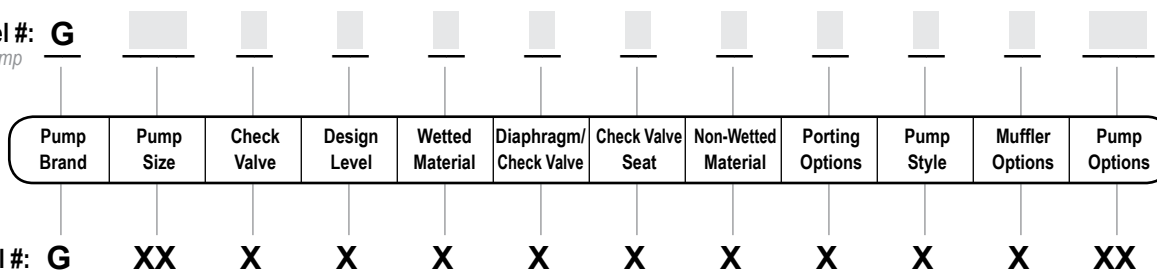 el #: G
mp
Pump Brand Pump Size Check Valve Design Level Wetted Material Diaphragm/ Check Valve Check Valve Seat Non-Wetted Material Porting Options Pump Style Muffler Options Pump Options
l #: G XX X X X X X X X X X XX